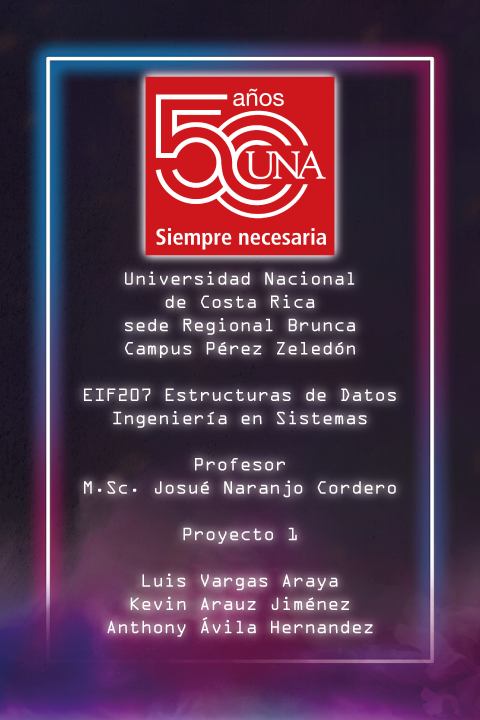 50 años
UNA
Siempre necesaria
Universidad Nacional
de Costa Rica
sede Regional Brunca
Campus Pérez Zeledón
EIF207 Estructuras de Datos
Ingeniería en Sistemas
Profesor
M.Sc. Josué Naranjo Cordero
Proyecto 1
Luis Vargas Araya
Kevin Arauz Jiménez
Anthony Ávila Hernandez